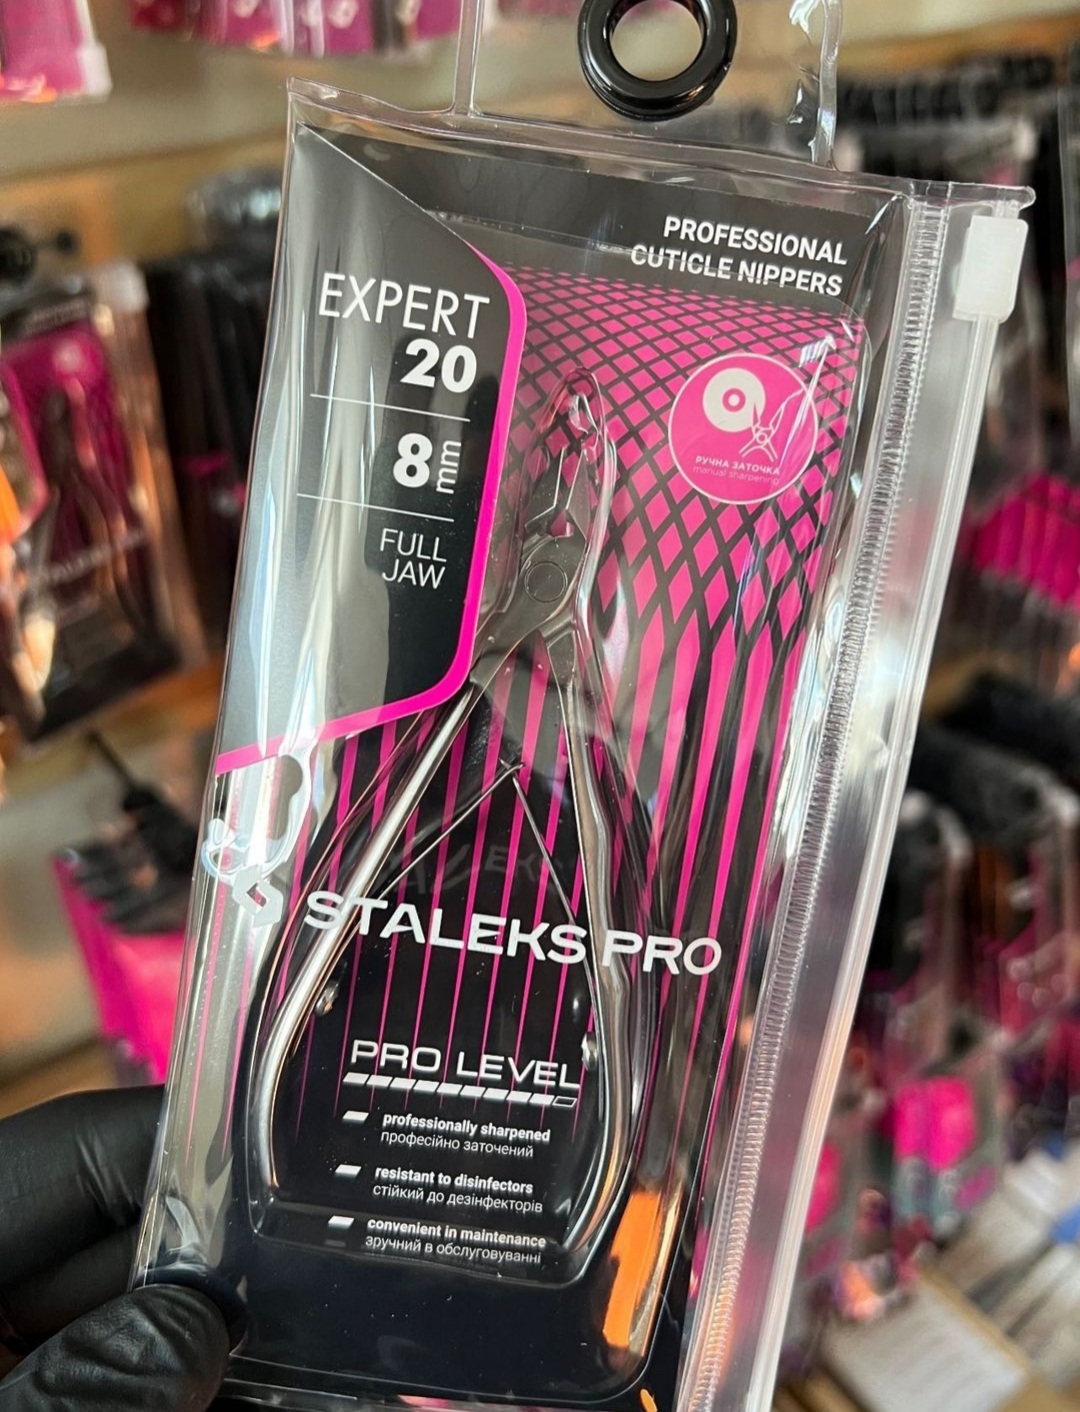 PROFESSIONAL
CUTICLE NIPPERS
EXPERT
20
8 mm
FULL
JAW
РУЧНА ЗАТОЧКА
manual sharpening
STALEKS PRO
PRO LEVEL
professionally sharpened
професійно заточений
resistant to disinfectors
стійкий до дезінфекторів
convenient in maintenance
зручний в обслуговуванні